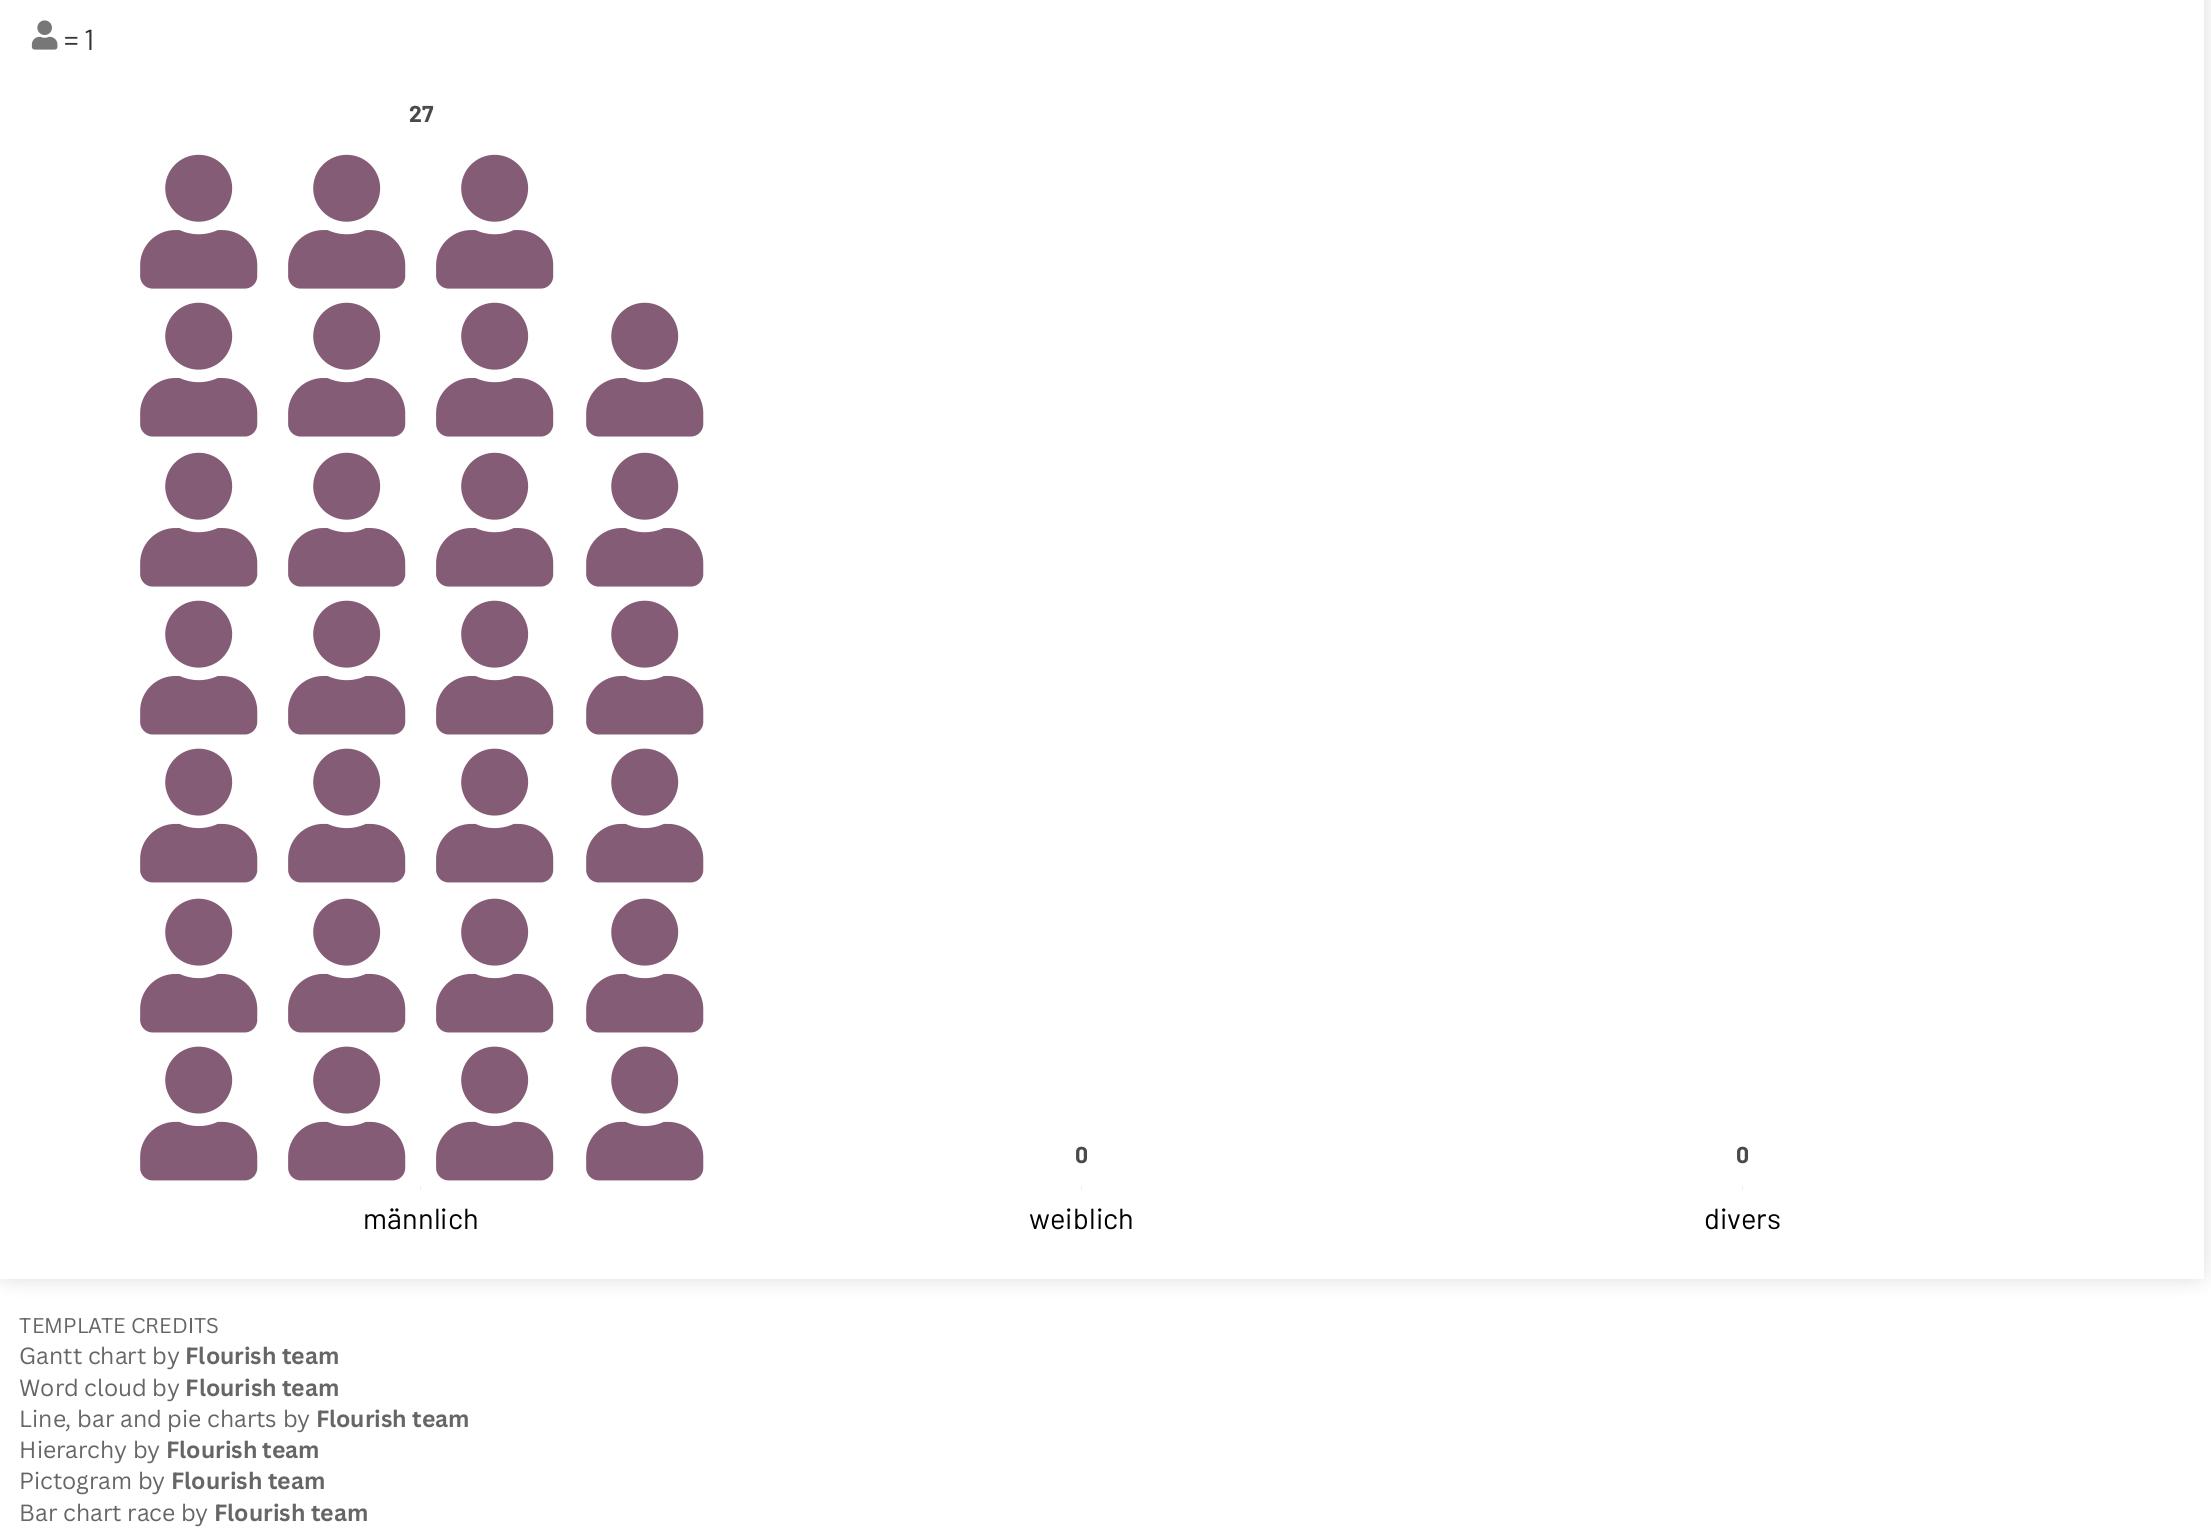 = 1
27
0
0
männlich
weiblich
divers
TEMPLATE CREDITS
Gantt chart by Flourish team
Word cloud by Flourish team
Line, bar and pie charts by Flourish team
Hierarchy by Flourish team
Pictogram by Flourish team
Bar chart race by Flourish team